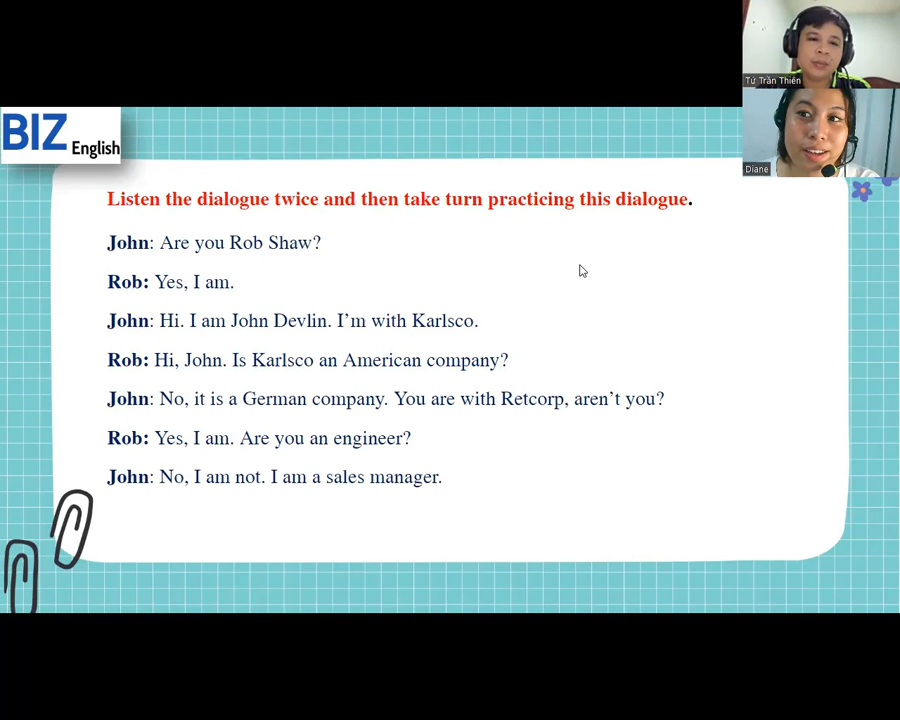 BIZ English
Tứ Trần Thiên
Diane
Listen the dialogue twice and then take turn practicing this dialogue.
John: Are you Rob Shaw?
Rob: Yes, I am.
John: Hi. I am John Devlin. I’m with Karlsco.
Rob: Hi, John. Is Karlsco an American company?
John: No, it is a German company. You are with Retcorp, aren’t you?
Rob: Yes, I am. Are you an engineer?
John: No, I am not. I am a sales manager.